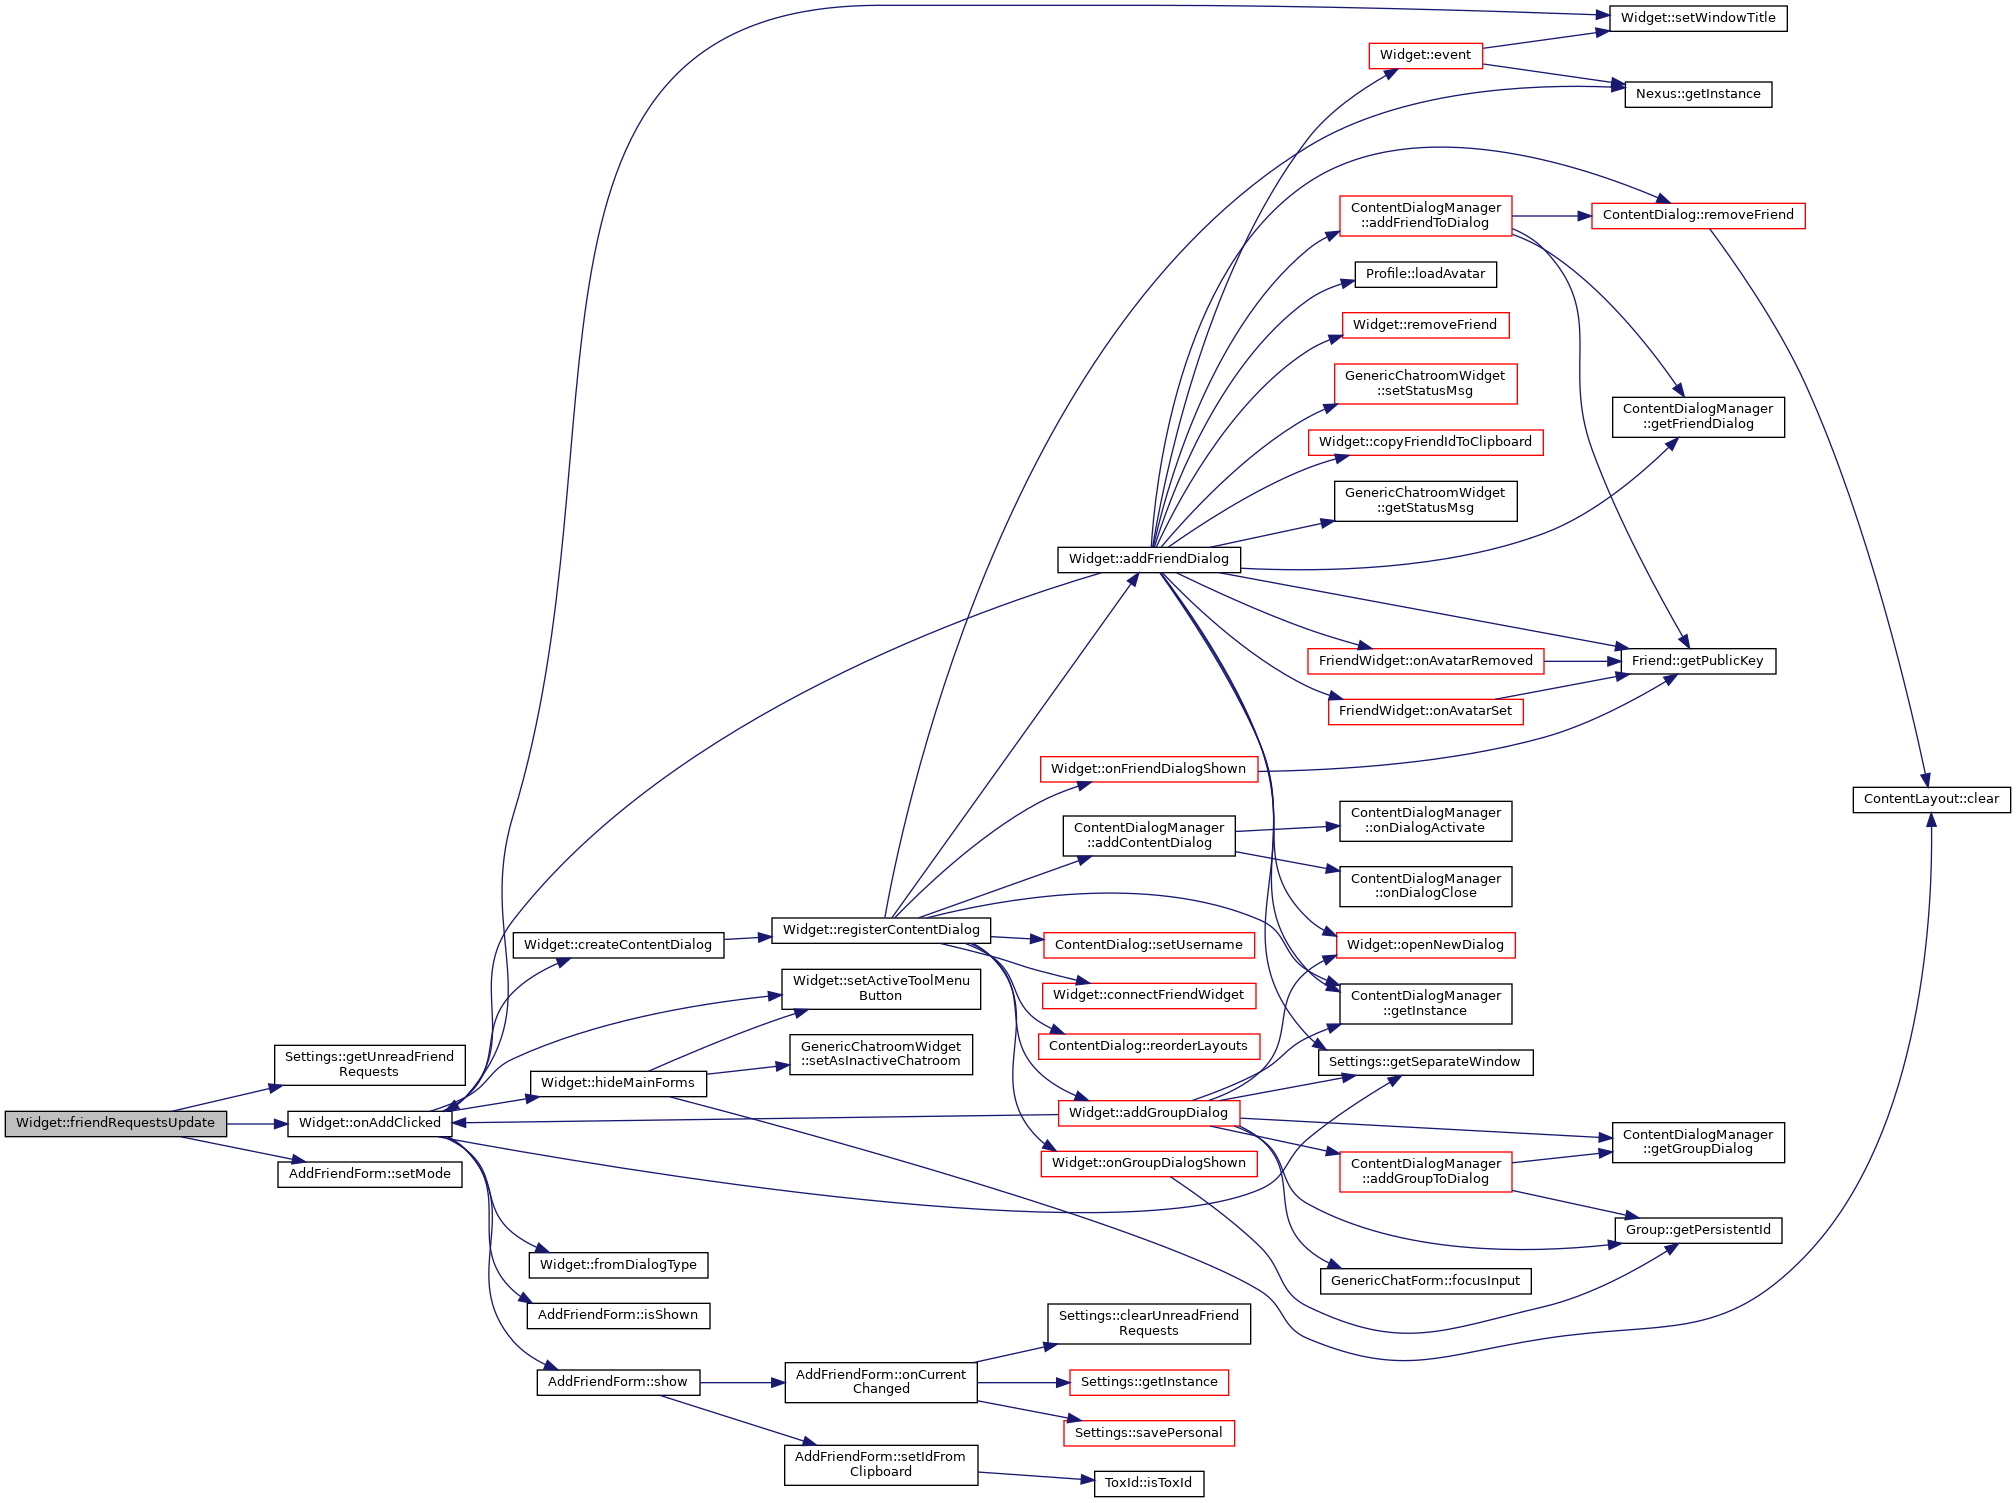 Widget::setWindowTitle
Widget::event
Nexus::getInstance
ContentDialogManager
::addFriendToDialog
ContentDialog::removeFriend
Profile::loadAvatar
Widget::removeFriend
GenericChatroomWidget
::setStatusMsg
ContentDialogManager
::getFriendDialog
Widget::copyFriendIdToClipboard
GenericChatroomWidget
::getStatusMsg
Widget::addFriendDialog
FriendWidget::onAvatarRemoved
Friend::getPublicKey
FriendWidget::onAvatarSet
Widget::onFriendDialogShown
ContentLayout::clear
ContentDialogManager
::onDialogActivate
ContentDialogManager
::addContentDialog
ContentDialogManager
::onDialogClose
Widget::registerContentDialog
Widget::createContentDialog
ContentDialog::setUsername
Widget::openNewDialog
Widget::setActiveToolMenu
Button
Widget::connectFriendWidget
ContentDialogManager
::getInstance
GenericChatroomWidget
::setAsInactiveChatroom
ContentDialog::reorderLayouts
Settings::getSeparateWindow
Settings::getUnreadFriend
Requests
Widget::hideMainForms
Widget::addGroupDialog
Widget::friendRequestsUpdate
Widget::onAddClicked
ContentDialogManager
::getGroupDialog
Widget::onGroupDialogShown
ContentDialogManager
::addGroupToDialog
AddFriendForm::setMode
Group::getPersistentId
Widget::fromDialogType
GenericChatForm::focusInput
AddFriendForm::isShown
Settings::clearUnreadFriend
Requests
AddFriendForm::show
AddFriendForm::onCurrent
Changed
Settings::getInstance
Settings::savePersonal
AddFriendForm::setIdFrom
Clipboard
ToxId::isToxId